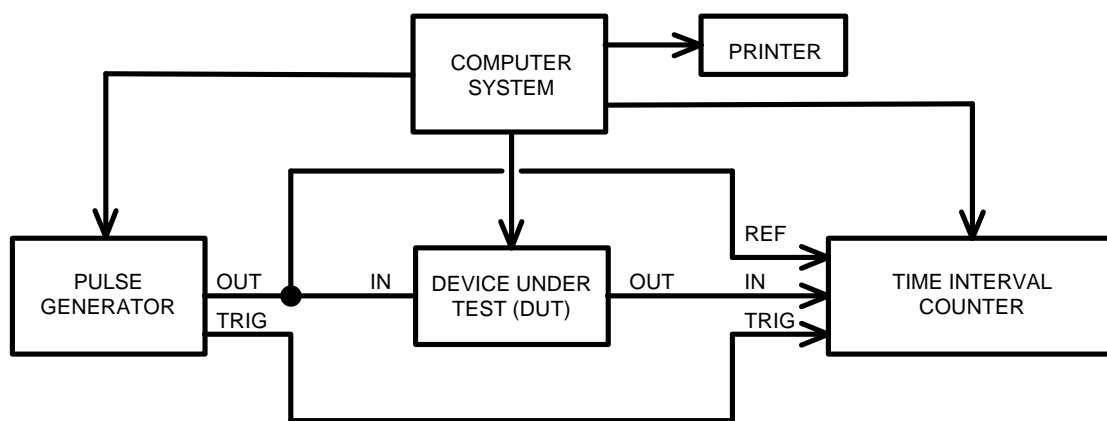 COMPUTER
SYSTEM
PRINTER
REF
PULSE
GENERATOR
OUT
IN
DEVICE UNDER
TEST (DUT)
OUT
IN
TIME INTERVAL
COUNTER
TRIG
TRIG